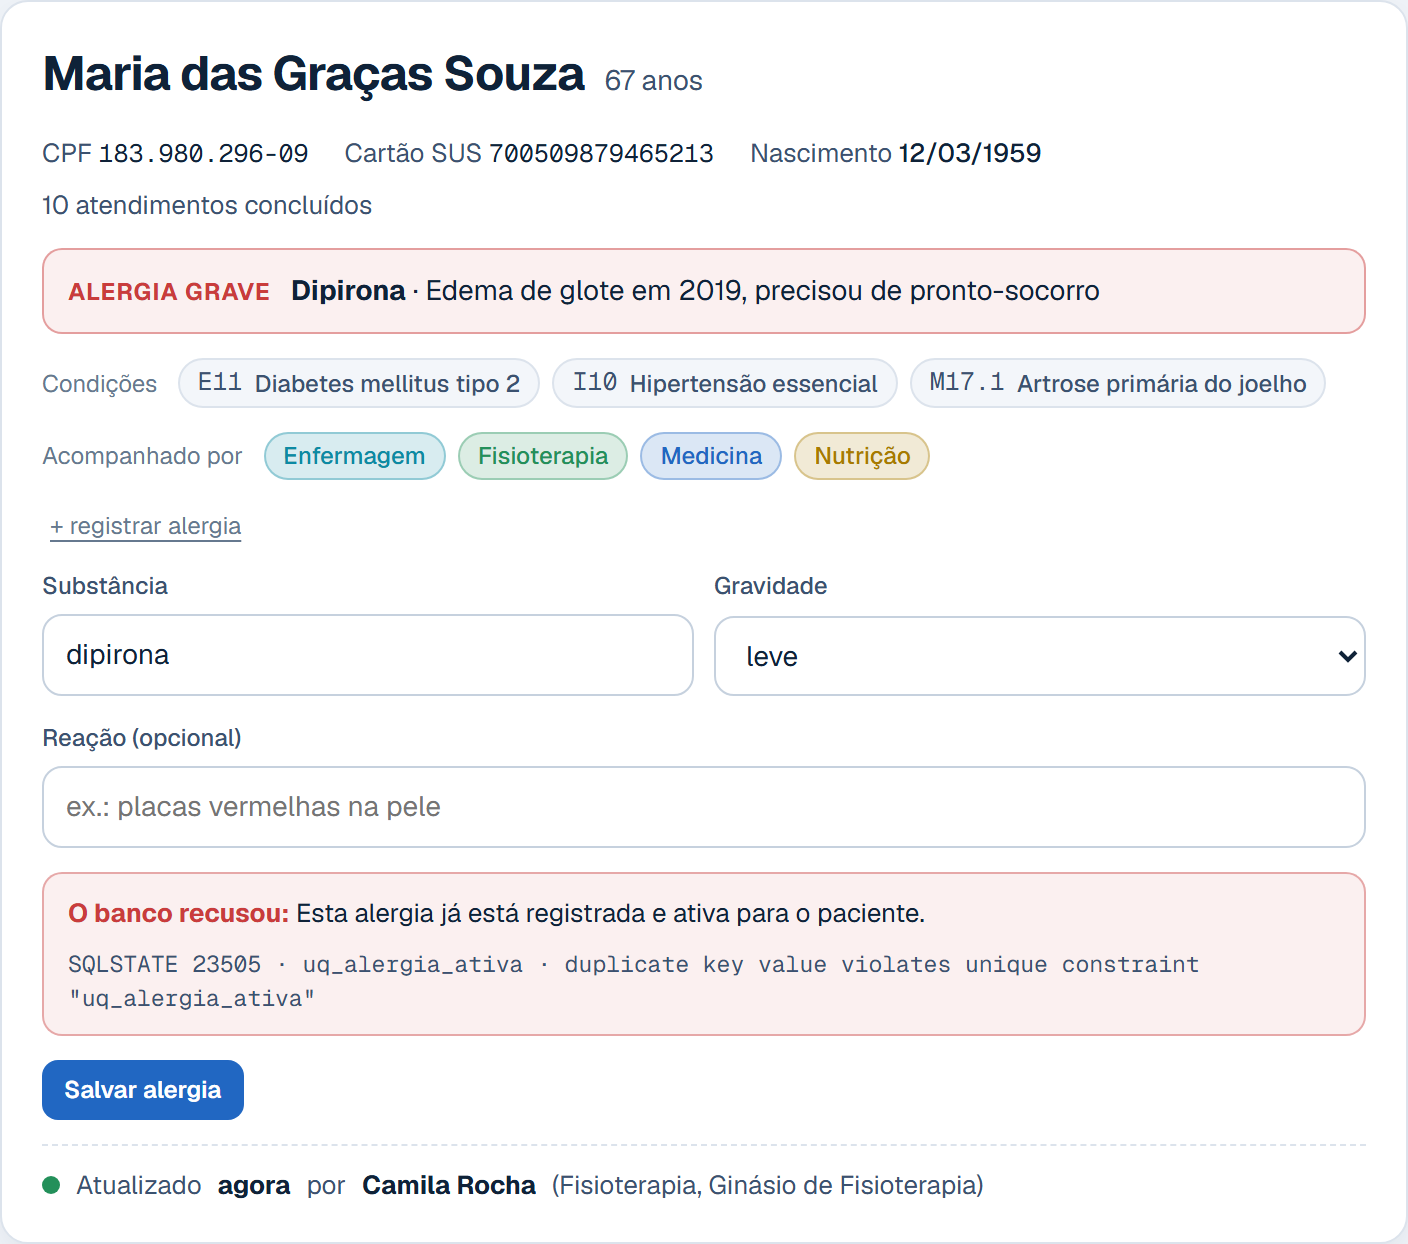 Maria das Graças Souza 67 anos
CPF 183.980.296-09 Cartão SUS 700509879465213 Nascimento 12/03/1959
10 atendimentos concluídos
ALERGIA GRAVE Dipirona · Edema de glote em 2019, precisou de pronto-socorro
Condições E11 Diabetes mellitus tipo 2 I10 Hipertensão essencial M17.1 Artrose primária do joelho
Acompanhado por Enfermagem Fisioterapia Medicina Nutrição
+ registrar alergia
Substância Gravidade
dipirona leve
Reação (opcional)
ex.: placas vermelhas na pele
O banco recusou: Esta alergia já está registrada e ativa para o paciente.
SQLSTATE 23505 · uq_alergia_ativa · duplicate key value violates unique constraint
"uq_alergia_ativa"
Salvar alergia
Atualizado agora por Camila Rocha (Fisioterapia, Ginásio de Fisioterapia)